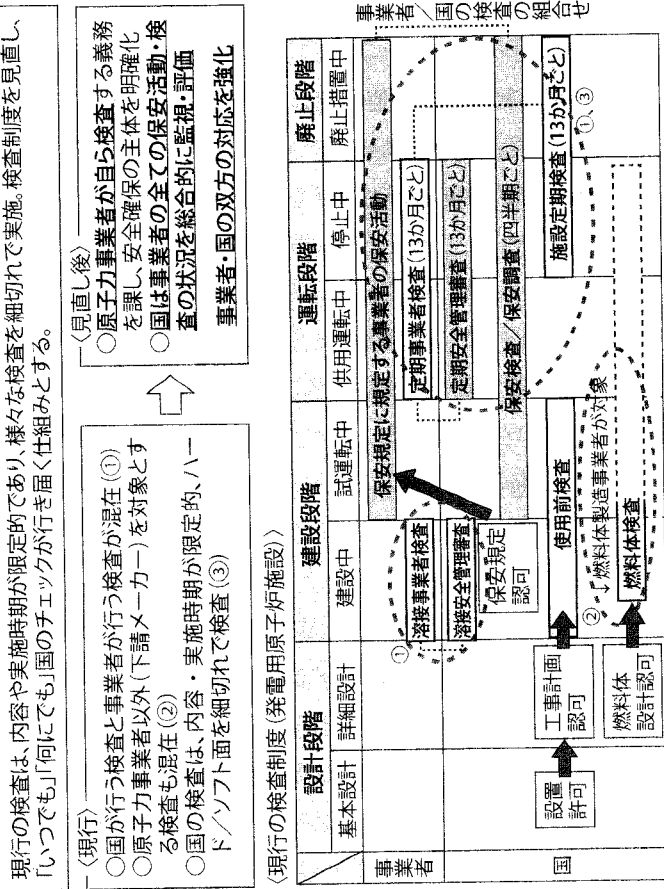 現行の検査は、内容や実施時期が限定的であり、様々な検査を細切れで実施。検査制度を見直し、
「いつでも」「何にでも」国のチェックが行き届く仕組みとする。
〈現行〉
○国が行う検査と事業者が行う検査が混在(①)
○原子力事業者以外(下請メーカー)を対象とす
る検査も混在(②)
○国の検査は、内容・実施時期が限定的、ハー
ド/ソフト面を細切れで検査(③)
〈見直し後〉
○原子力事業者が自ら検査する義務
を課し、安全確保の主体を明確化
○国は事業者の全ての保安活動・検
査の状況を総合的に監視・評価
事業者・国の双方の対応を強化
〈現行の検査制度(発電用原子炉施設)〉
設計段階
建設段階
運転段階
廃止段階
基本設計
詳細設計
建設中
試運転中
供用運転中
停止中
廃止措置中
事業者
保安規定に規定する事業者の保安活動
①
溶接事業者検査
定期事業者検査(13か月ごと)
溶接安全管理審査
定期安全管理審査(13か月ごと)
保安規定
認可
保安検査/保安調査(四半期ごと)
国
設置
許可
工事計画
認可
使用前検査
施設定期検査(13か月ごと)
①、③
②
↓燃料体製造事業者が対象
燃料体
設計認可
燃料体検査
事業者/国の検査の組合せ